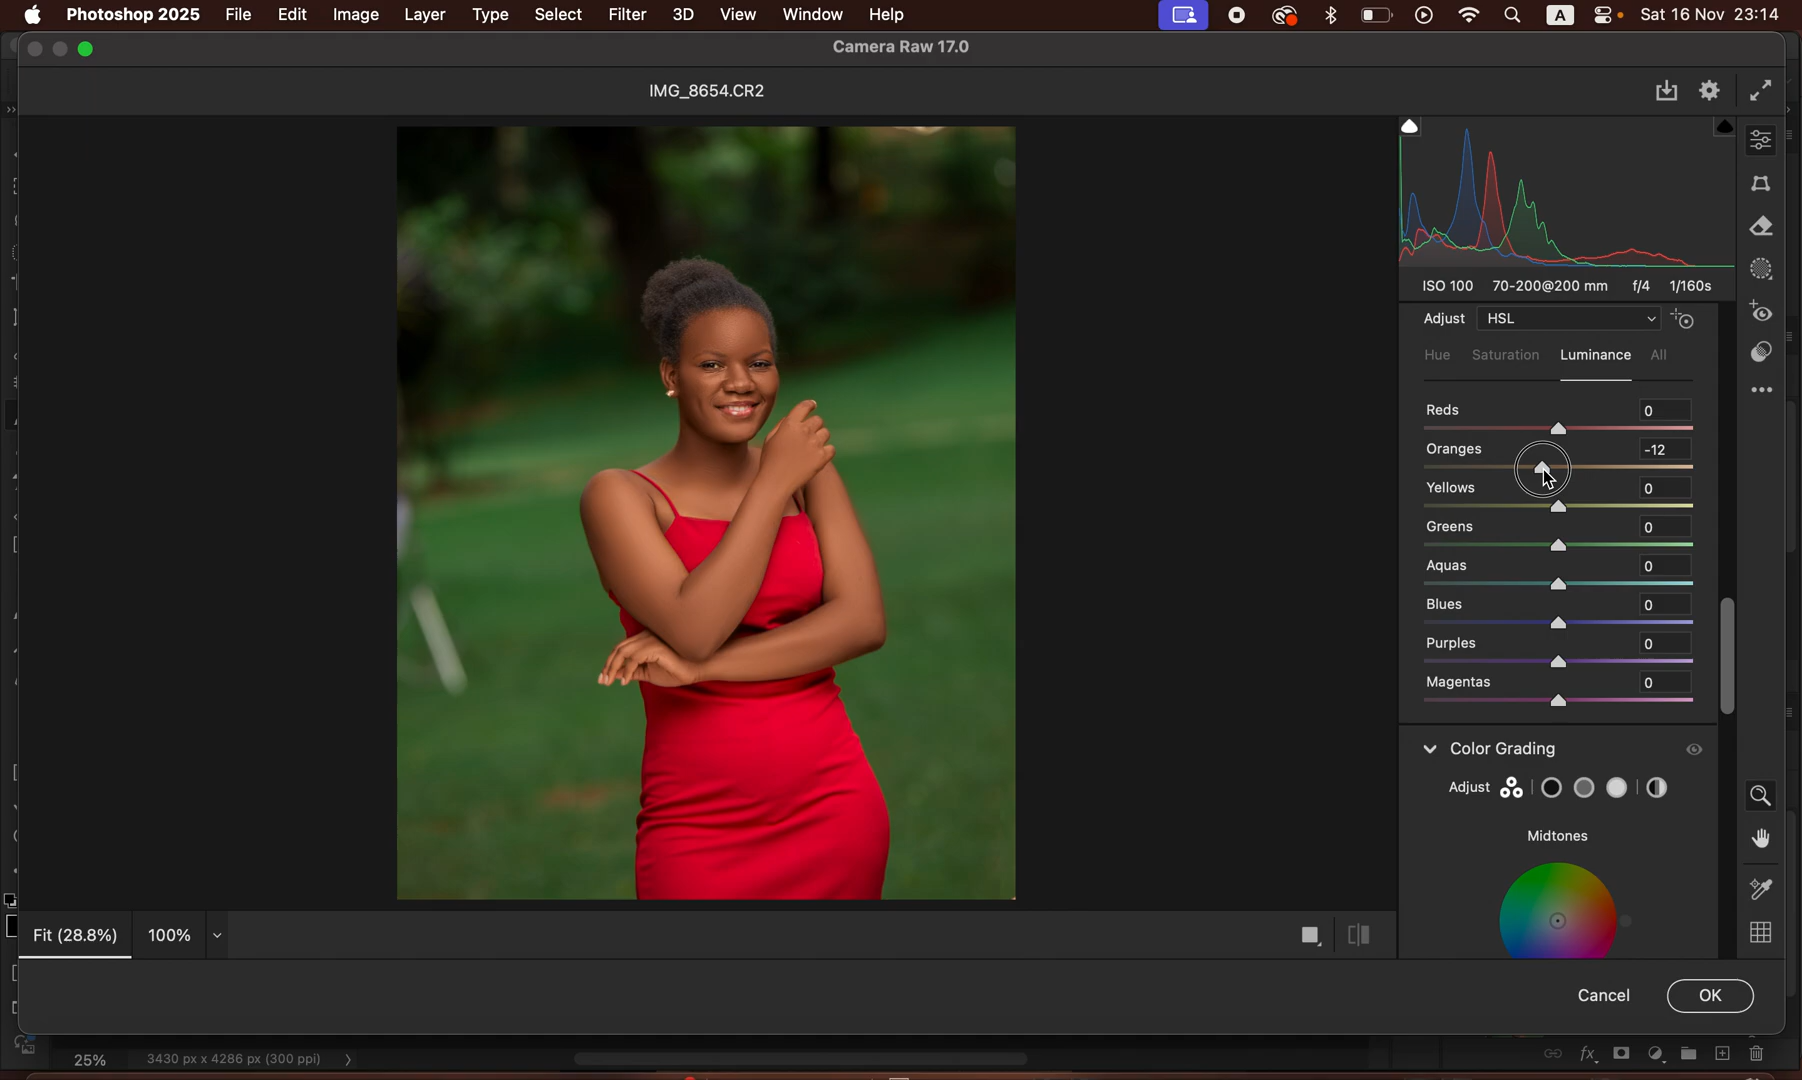 Photoshop 2025 File Edit Image Layer Type Select Filter 3D View Window Help A Sat 16 Nov 23:14
Camera Raw 17.0
IMG_8654.CR2
ISO 100 70-200@200 mm f/4 1/160s
Adjust HSL
Hue Saturation Luminance All
Reds 0
Oranges -12
Yellows 0
Greens 0
Aquas 0
Blues 0
Purples 0
Magentas 0
Color Grading
Adjust
Midtones
Fit (28.8%) 100%
Cancel OK
25% 3430 px x 4286 px (300 ppi)
fx